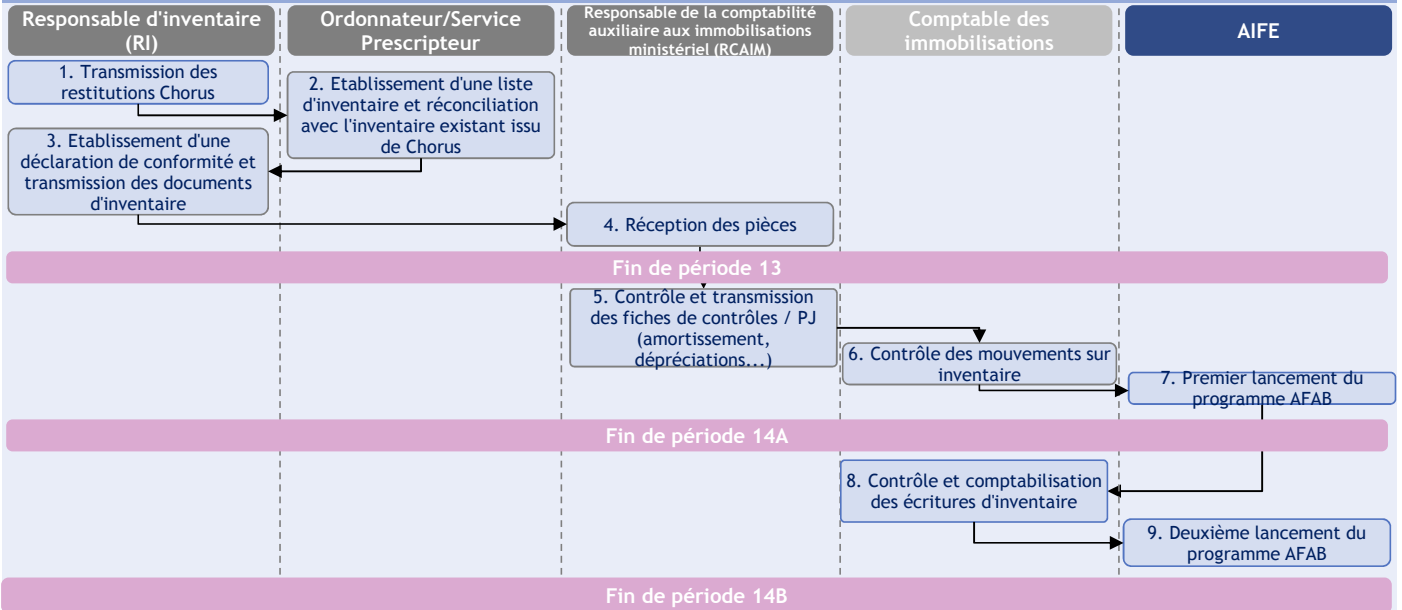 Responsable d'inventaire
(RI)
Ordonnateur/Service
Prescripteur
Responsable de la comptabilité
auxiliaire aux immobilisations
ministériel (RCAIM)
Comptable des
immobilisations
AIFE
1. Transmission des
restitutions Chorus
2. Etablissement d'une liste
d'inventaire et réconciliation
avec l'inventaire existant issu
de Chorus
3. Etablissement d'une
déclaration de conformité et
transmission des documents
d'inventaire
4. Réception des pièces
Fin de période 13
5. Contrôle et transmission
des fiches de contrôles / PJ
(amortissement,
dépréciations...)
6. Contrôle des mouvements sur
inventaire
7. Premier lancement du
programme AFAB
Fin de période 14A
8. Contrôle et comptabilisation
des écritures d'inventaire
9. Deuxième lancement du
programme AFAB
Fin de période 14B